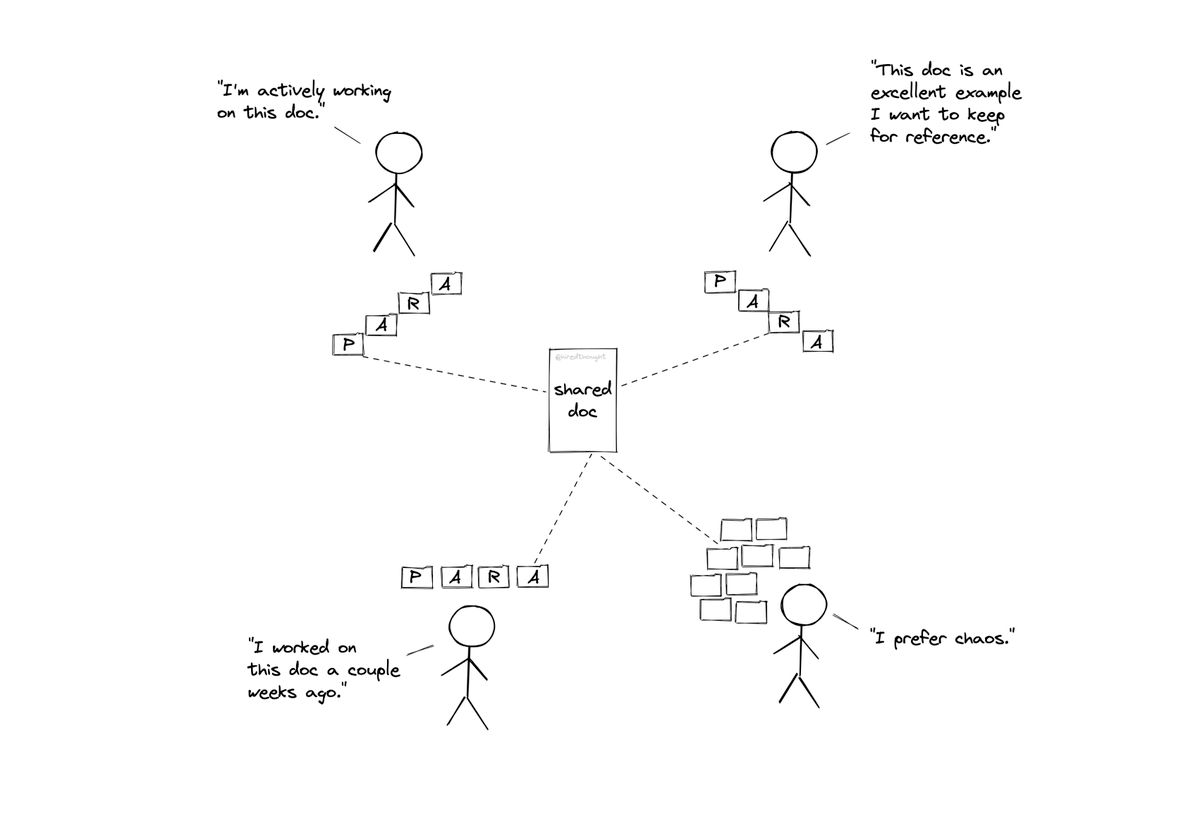 "I'm actively working
on this doc."
"This doc is an
excellent example
I want to keep
for reference."
A
R
A
P
P
A
R
A
shared
doc
P A R A
"I worked on
this doc a couple
weeks ago."
"I prefer chaos."